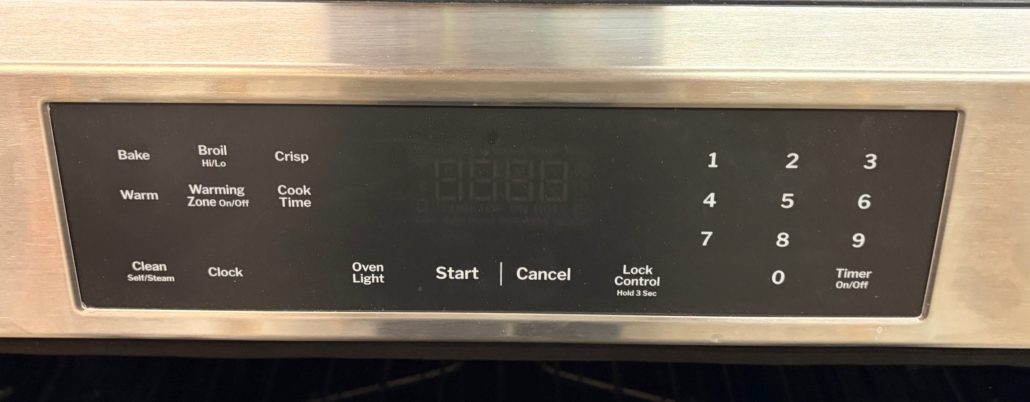 Bake
Broil
Hi/Lo
Crisp
Warm
Warming
Zone On/Off
Cook
Time
Clean
Self/Steam
Clock
Oven
Light
Start | Cancel
Lock
Control
Hold 3 Sec
1 2 3
4 5 6
7 8 9
0
Timer
On/Off